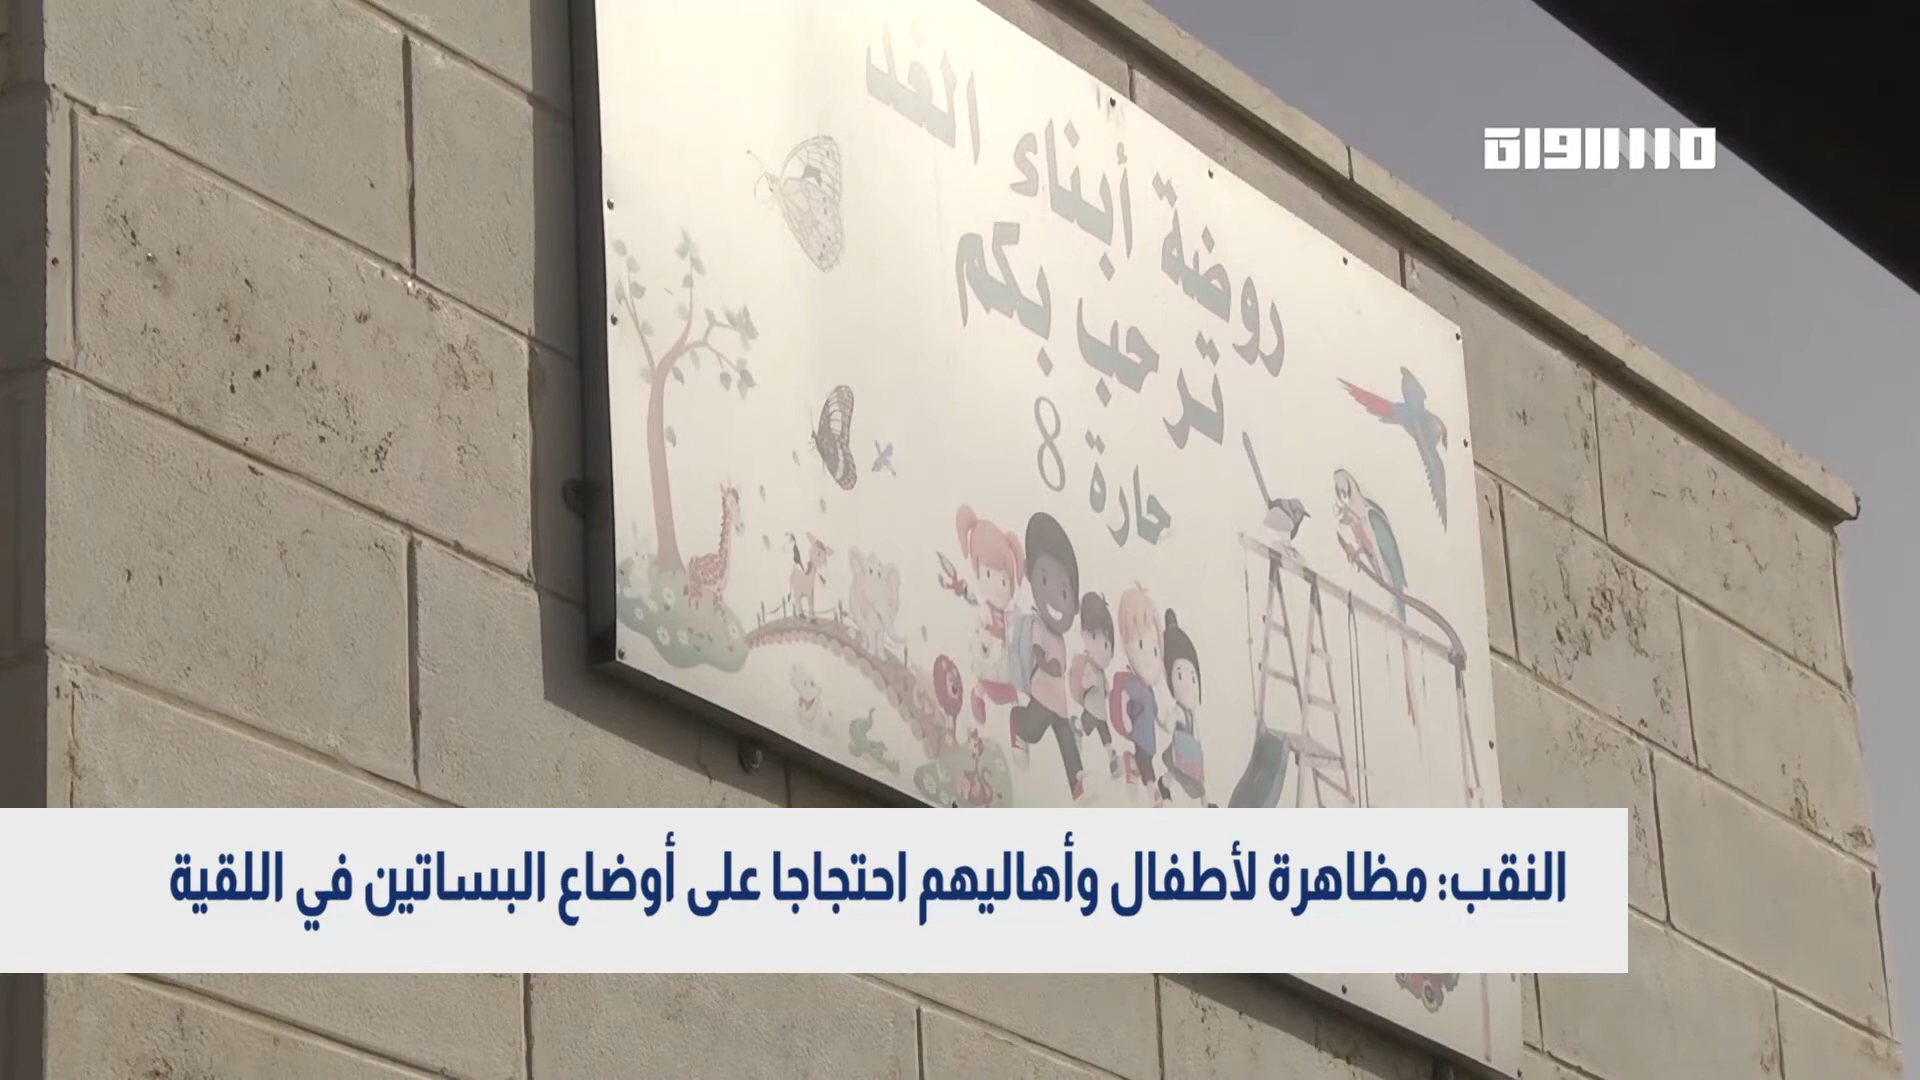 مساواة
روضة أبناء الغد
ترحب بكم
حارة 8
النقب: مظاهرة لأطفال وأهاليهم احتجاجا على أوضاع البساتين في اللقية